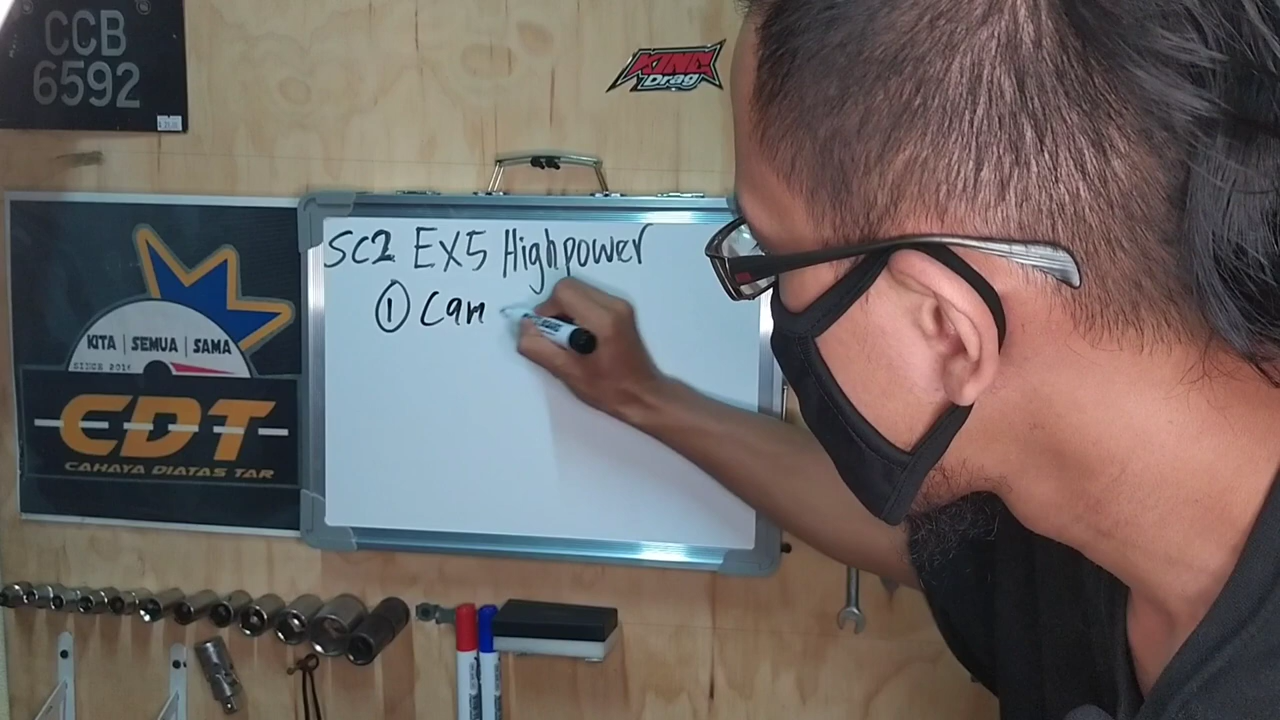 CCB
6592
KING
Drag
SC2 EX5 Highpower
① Cam
KITA | SEMUA | SAMA
SINCE 2016
CDT
CAHAYA DIATAS TAR